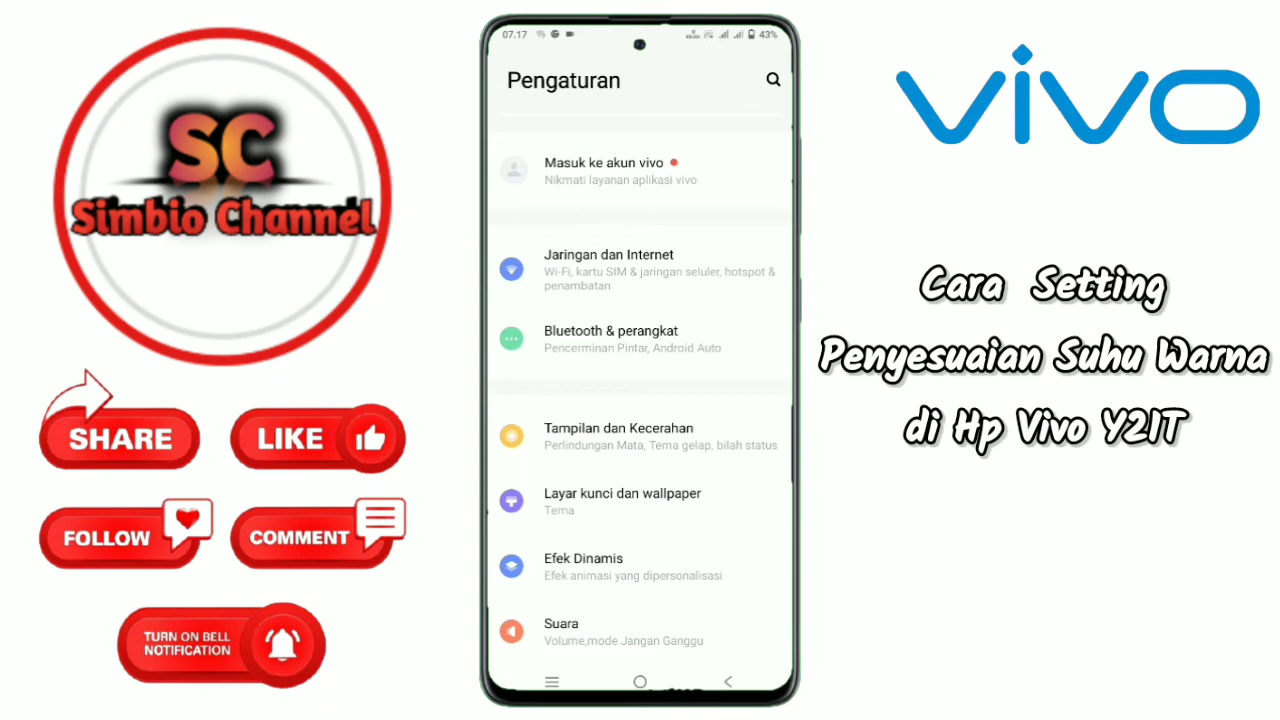 SC
Simbio Channel
SHARE
LIKE
FOLLOW
COMMENT
TURN ON BELL
NOTIFICATION
07.17
43%
Pengaturan
Masuk ke akun vivo
Nikmati layanan aplikasi vivo
Jaringan dan Internet
Wi-Fi, kartu SIM & jaringan seluler, hotspot &
penambatan
Bluetooth & perangkat
Pencerminan Pintar, Android Auto
Tampilan dan Kecerahan
Perlindungan Mata, Tema gelap, bilah status
Layar kunci dan wallpaper
Tema
Efek Dinamis
Efek animasi yang dipersonalisasi
Suara
Volume,mode Jangan Ganggu
vivo
Cara Setting
Penyesuaian Suhu Warna
di Hp Vivo Y21T